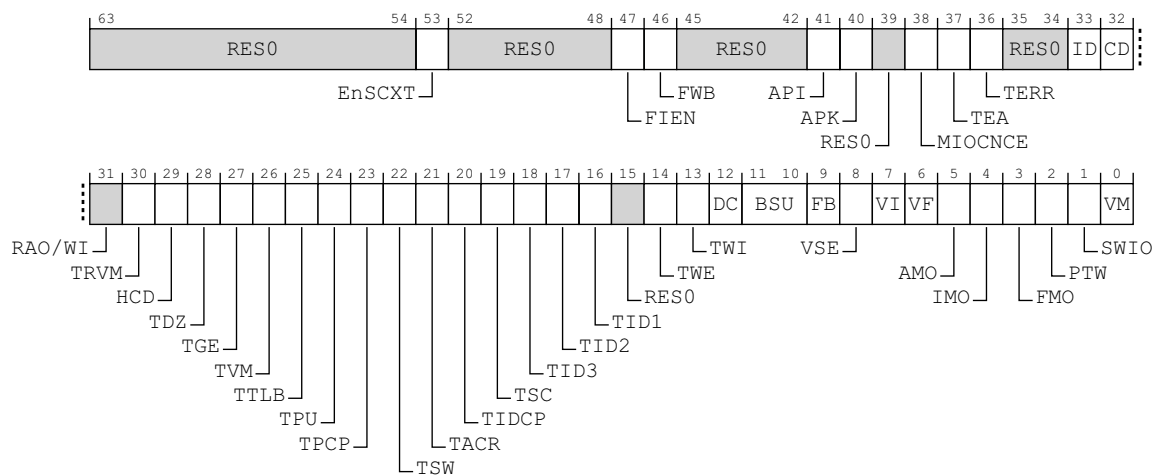 63 54 53 52 48 47 46 45 42 41 40 39 38 37 36 35 34 33 32
RES0 RES0 RES0 RES0 ID CD
EnSCXT FWB API TERR
FIEN APK TEA
RES0 MIOCNCE
31 30 29 28 27 26 25 24 23 22 21 20 19 18 17 16 15 14 13 12 11 10 9 8 7 6 5 4 3 2 1 0
DC BSU FB VI VF VM
RAO/WI TWI VSE SWIO
TRVM TWE AMO PTW
HCD RES0 IMO FMO
TDZ TID1
TGE TID2
TVM TID3
TTLB TSC
TPU TIDCP
TPCP TACR
TSW